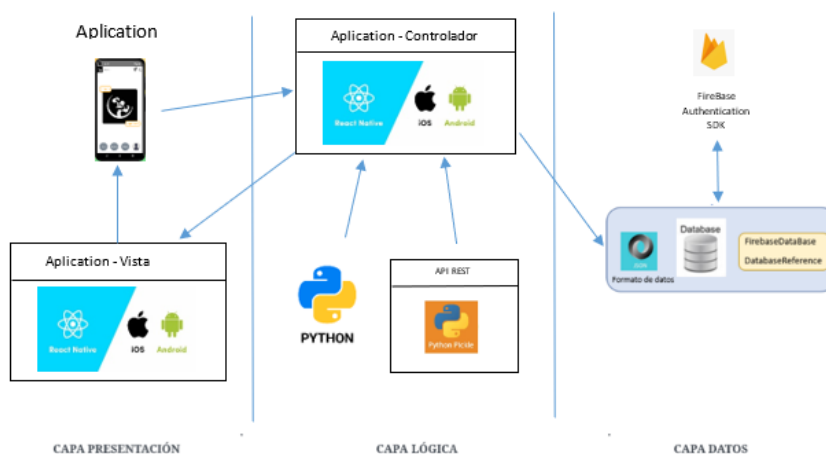 Aplication
Aplication - Controlador
React Native
iOS
Android
FireBase
Authentication
SDK
Aplication - Vista
React Native
iOS
Android
PYTHON
API REST
Python Pickle
JSON
Formato de datos
Database
FirebaseDataBase
DatabaseReference
CAPA PRESENTACIÓN
CAPA LÓGICA
CAPA DATOS